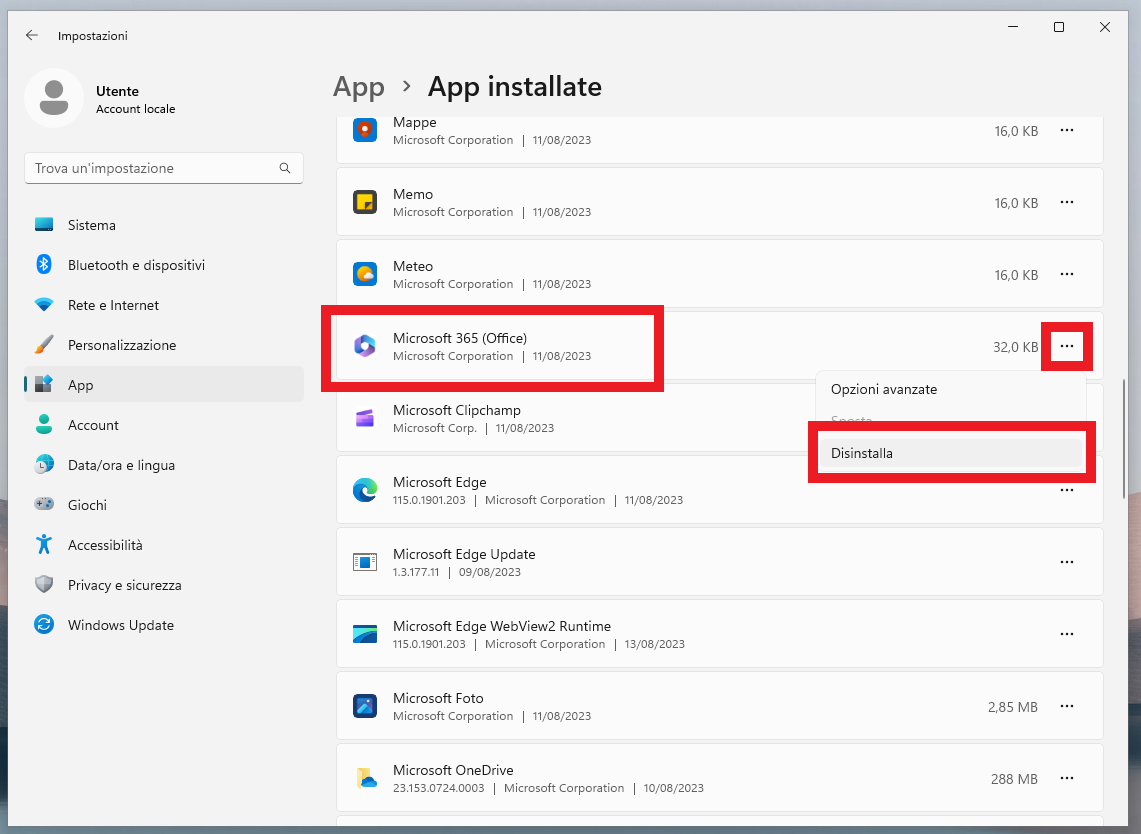 Impostazioni
Utente
Account locale
Trova un'impostazione
Sistema
Bluetooth e dispositivi
Rete e Internet
Personalizzazione
App
Account
Data/ora e lingua
Giochi
Accessibilità
Privacy e sicurezza
Windows Update
App > App installate
Mappe
Microsoft Corporation | 11/08/2023
16,0 KB
Memo
Microsoft Corporation | 11/08/2023
16,0 KB
Meteo
Microsoft Corporation | 11/08/2023
16,0 KB
Microsoft 365 (Office)
Microsoft Corporation | 11/08/2023
32,0 KB
Opzioni avanzate
Sposta
Disinstalla
Microsoft Clipchamp
Microsoft Corp. | 11/08/2023
Microsoft Edge
115.0.1901.203 | Microsoft Corporation | 11/08/2023
Microsoft Edge Update
1.3.177.11 | 09/08/2023
Microsoft Edge WebView2 Runtime
115.0.1901.203 | Microsoft Corporation | 13/08/2023
Microsoft Foto
Microsoft Corporation | 11/08/2023
2,85 MB
Microsoft OneDrive
23.153.0724.0003 | Microsoft Corporation | 10/08/2023
288 MB